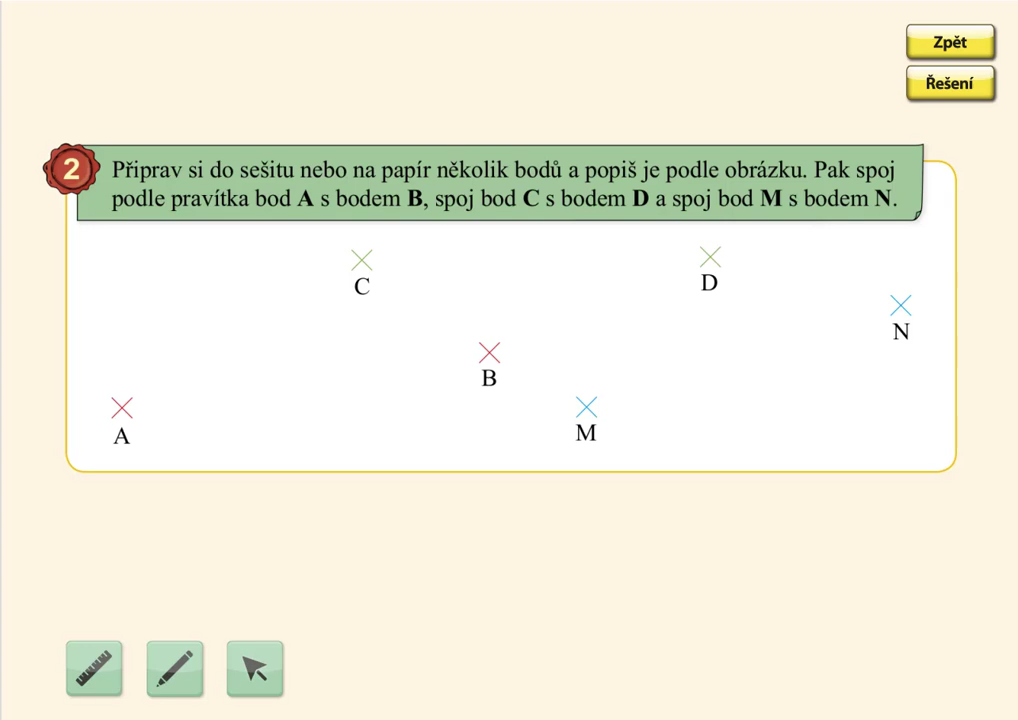 Zpět
Řešení
2
Připrav si do sešitu nebo na papír několik bodů a popiš je podle obrázku. Pak spoj
podle pravítka bod A s bodem B, spoj bod C s bodem D a spoj bod M s bodem N.
C
D
N
B
A
M